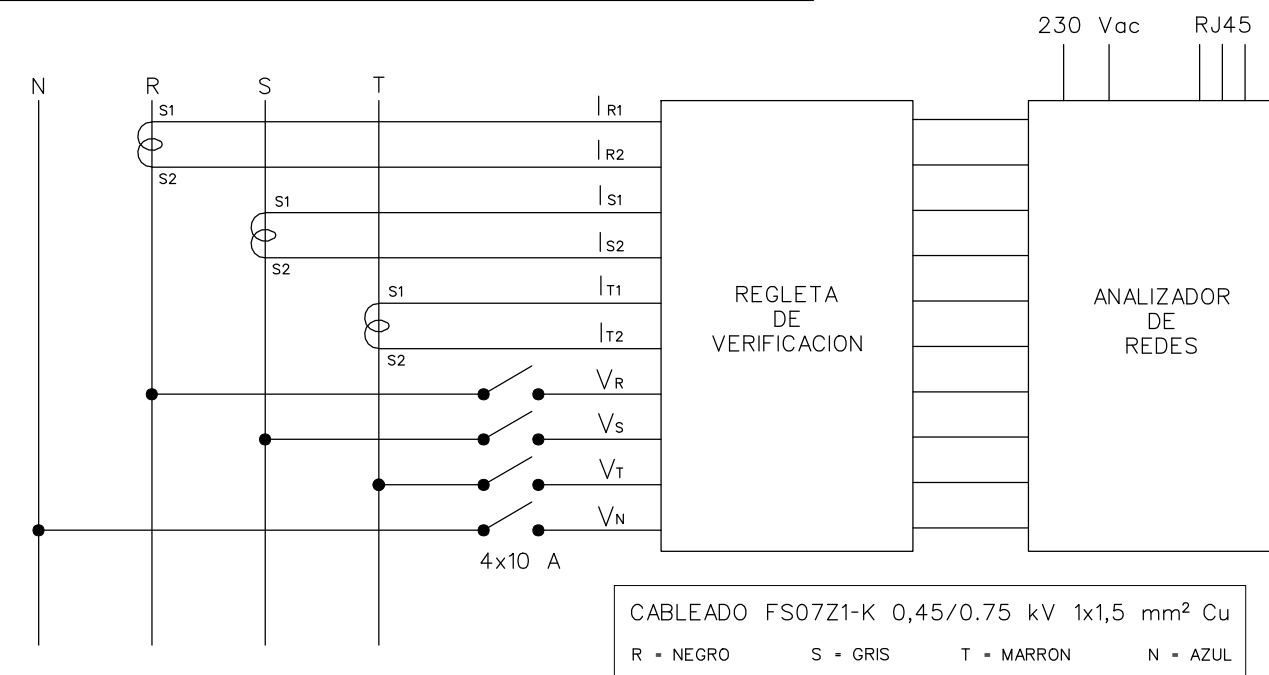 230 Vac RJ45
N R S T
S1 IR1
S2 IR2
S1 IS1
S2 IS2
S1 IT1
S2 IT2
REGLETA
DE
VERIFICACION
ANALIZADOR
DE
REDES
VR
VS
VT
VN
4x10 A
CABLEADO FS07Z1-K 0,45/0.75 kV 1x1,5 mm² Cu
R = NEGRO S = GRIS T = MARRON N = AZUL